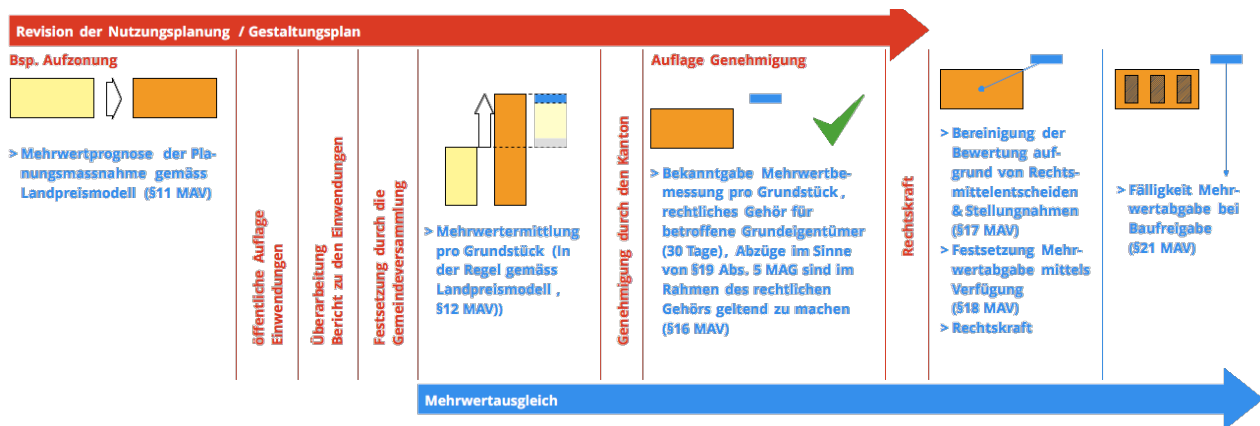 Revision der Nutzungsplanung / Gestaltungsplan
Bsp. Aufzonung
> Mehrwertprognose der Pla-
nungsmassnahme gemäss
Landpreismodell (§11 MAV)
öffentliche Auflage
Einwendungen
Überarbeitung
Bericht zu den Einwendungen
Festsetzung durch die
Gemeindeversammlung
> Mehrwertermittlung
pro Grundstück (in
der Regel gemäss
Landpreismodell ,
§12 MAV))
Genehmigung durch den Kanton
Auflage Genehmigung
> Bekanntgabe Mehrwertbe-
messung pro Grundstück ,
rechtliches Gehör für
betroffene Grundeigentümer
(30 Tage), Abzüge im Sinne
von §19 Abs. 5 MAG sind im
Rahmen des rechtlichen
Gehörs geltend zu machen
(§16 MAV)
Rechtskraft
> Bereinigung der
Bewertung auf-
grund von Rechts-
mittelentscheiden
& Stellungnahmen
(§17 MAV)
> Festsetzung Mehr-
wertabgabe mittels
Verfügung
(§18 MAV)
> Rechtskraft
> Fälligkeit Mehr-
wertabgabe bei
Baufreigabe
(§21 MAV)
Mehrwertausgleich